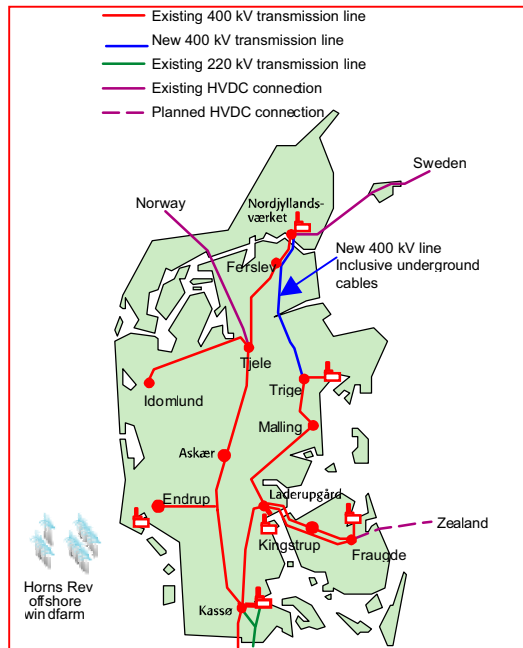 Existing 400 kV transmission line
New 400 kV transmission line
Existing 220 kV transmission line
Existing HVDC connection
Planned HVDC connection
Sweden
Norway
Nordjyllands-
værket
Ferslev
New 400 kV line
Inclusive underground
cables
Tjele
Idomlund
Trige
Malling
Askær
Endrup
Laderupgård
Zealand
Kingstrup
Fraugde
Horns Rev
offshore
windfarm
Kassø